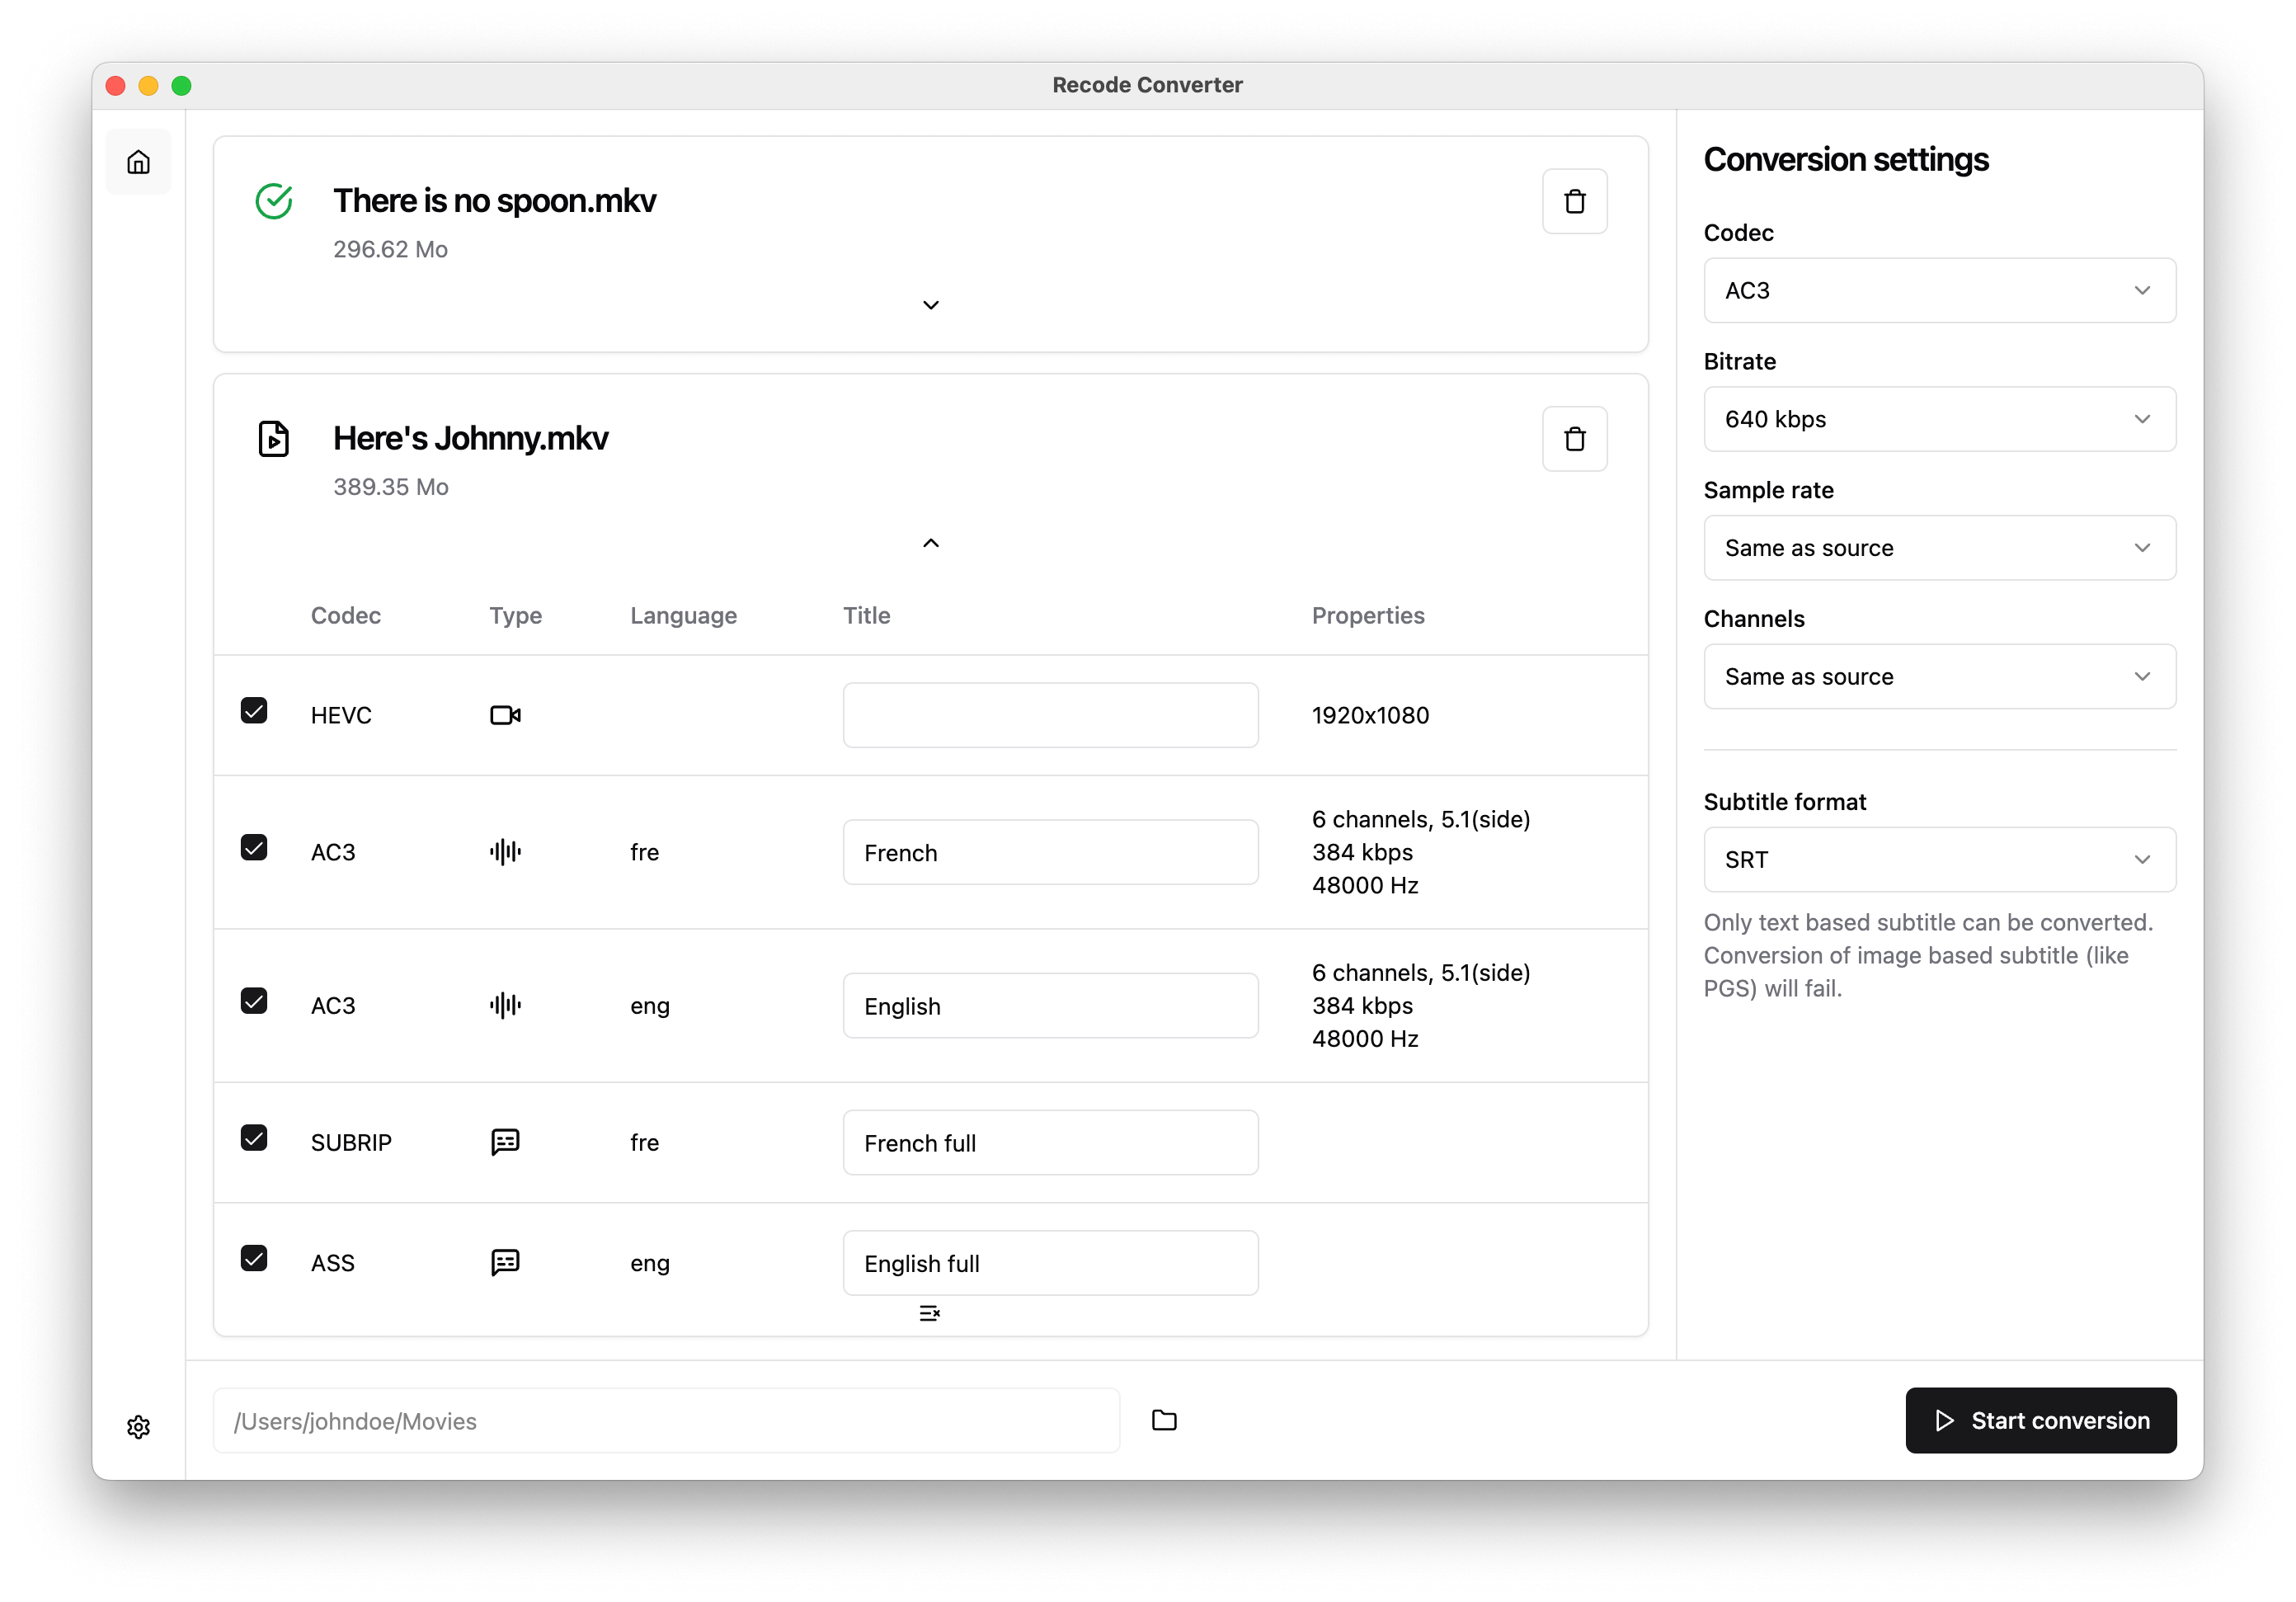 Recode Converter
There is no spoon.mkv
296.62 Mo
Here's Johnny.mkv
389.35 Mo
Codec Type Language Title Properties
HEVC 1920x1080
AC3 fre French 6 channels, 5.1(side)
384 kbps
48000 Hz
AC3 eng English 6 channels, 5.1(side)
384 kbps
48000 Hz
SUBRIP fre French full
ASS eng English full
Conversion settings
Codec
AC3
Bitrate
640 kbps
Sample rate
Same as source
Channels
Same as source
Subtitle format
SRT
Only text based subtitle can be converted.
Conversion of image based subtitle (like
PGS) will fail.
/Users/johndoe/Movies
Start conversion